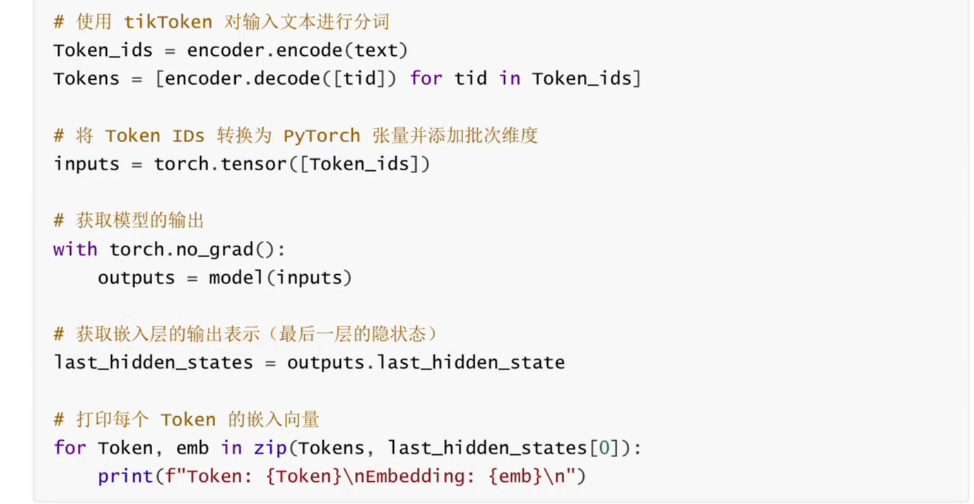 # 使用 tikToken 对输入文本进行分词
Token_ids = encoder.encode(text)
Tokens = [encoder.decode([tid]) for tid in Token_ids]
# 将 Token IDs 转换为 PyTorch 张量并添加批次维度
inputs = torch.tensor([Token_ids])
# 获取模型的输出
with torch.no_grad():
    outputs = model(inputs)
# 获取嵌入层的输出表示（最后一层的隐状态）
last_hidden_states = outputs.last_hidden_state
# 打印每个 Token 的嵌入向量
for Token, emb in zip(Tokens, last_hidden_states[0]):
    print(f"Token: {Token}\nEmbedding: {emb}\n")